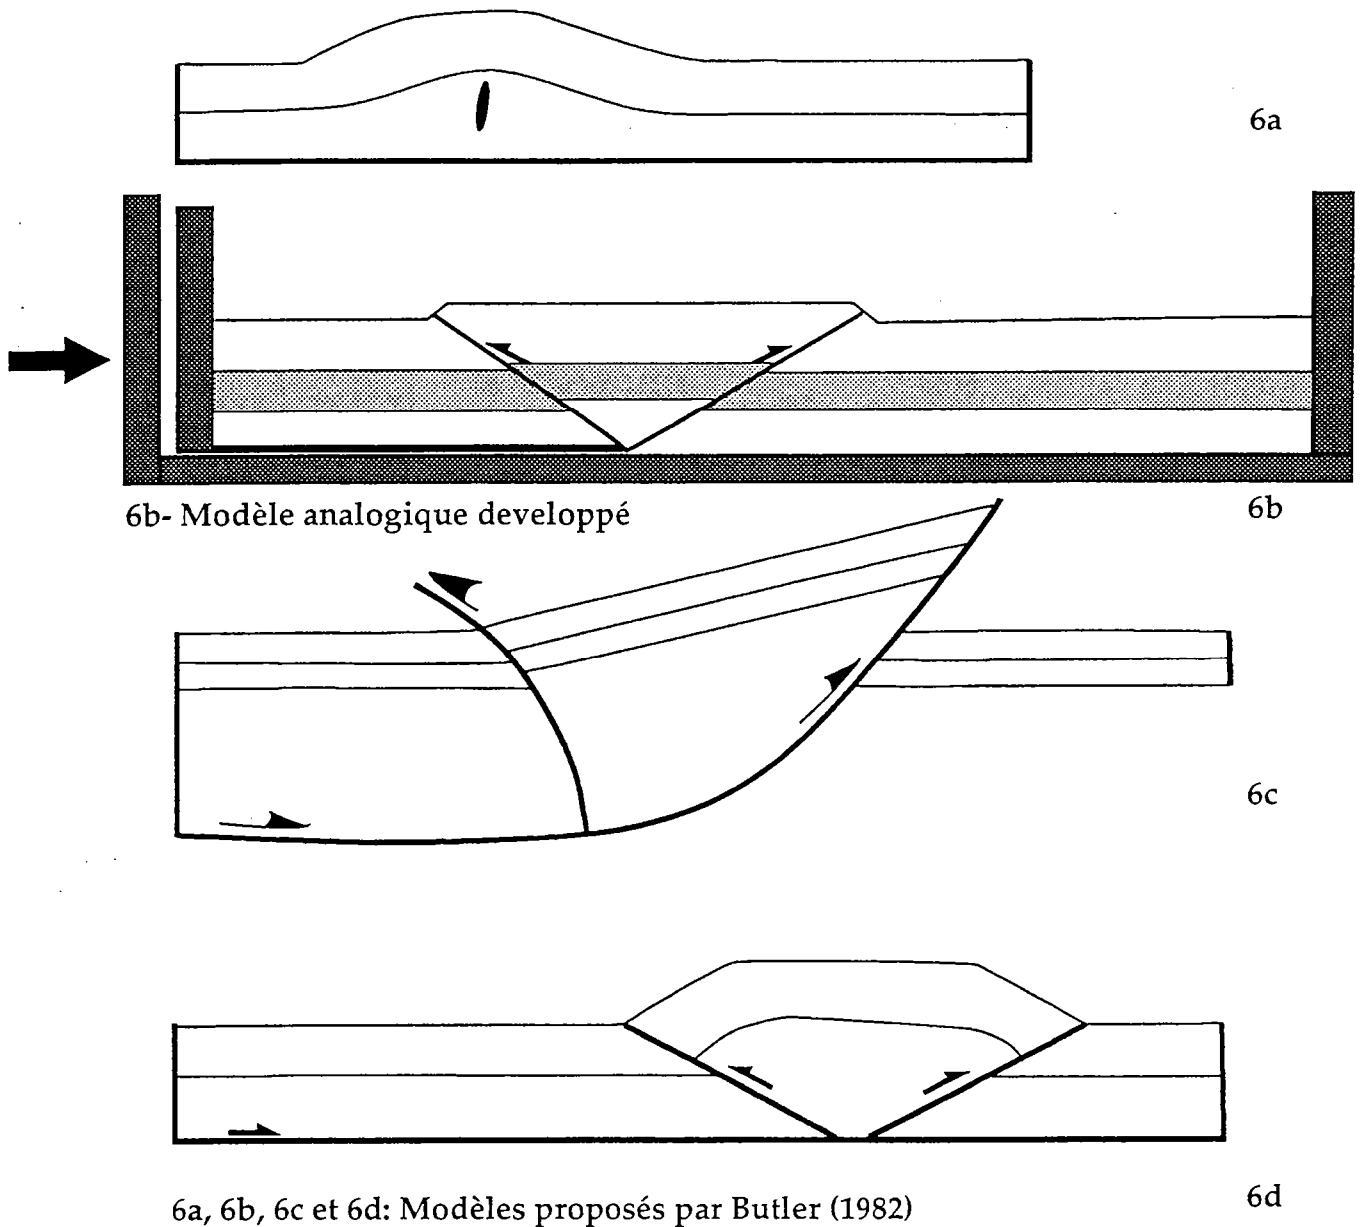 6a
6b- Modèle analogique developpé
6b
6c
6d
6a, 6b, 6c et 6d: Modèles proposés par Butler (1982)